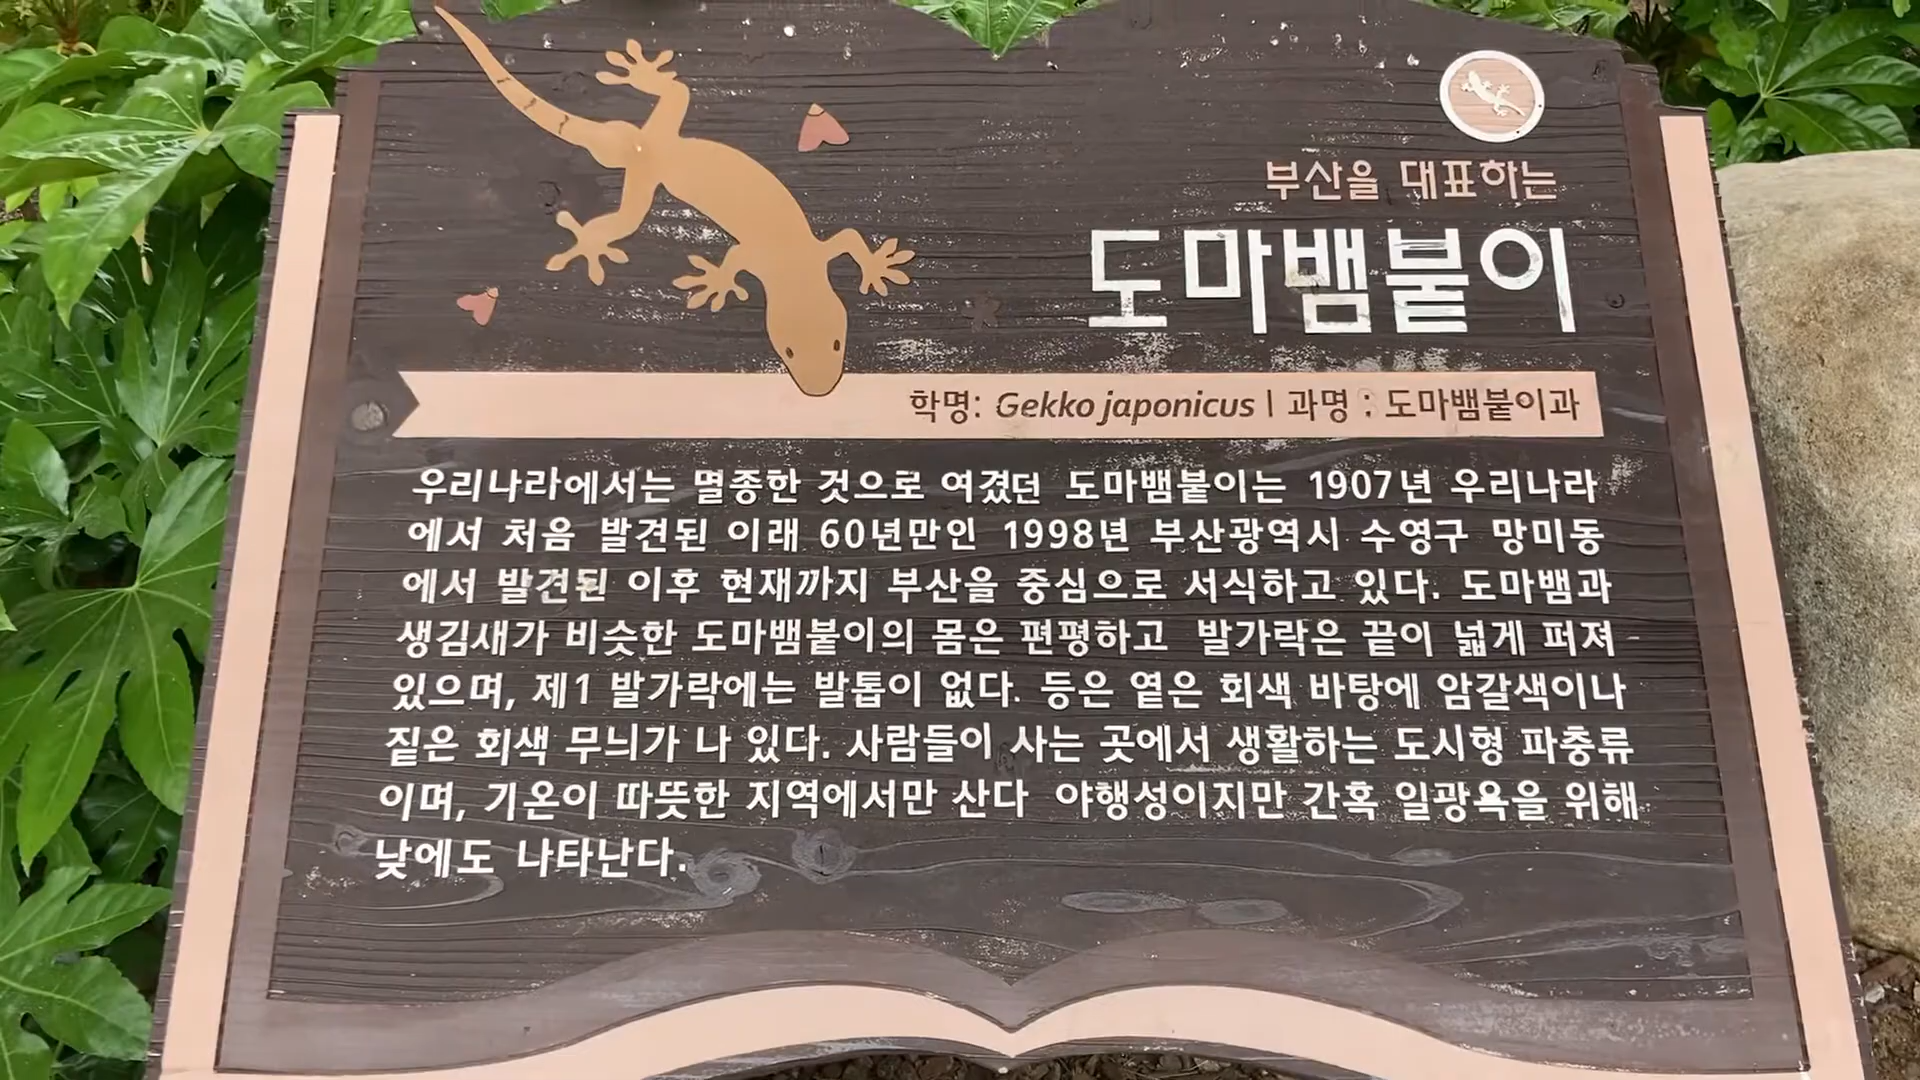 부산을 대표하는
도마뱀붙이
학명: Gekko japonicus | 과명 : 도마뱀붙이과
우리나라에서는 멸종한 것으로 여겼던 도마뱀붙이는 1907년 우리나라
에서 처음 발견된 이래 60년만인 1998년 부산광역시 수영구 망미동
에서 발견된 이후 현재까지 부산을 중심으로 서식하고 있다. 도마뱀과
생김새가 비슷한 도마뱀붙이의 몸은 편평하고 발가락은 끝이 넓게 퍼져
있으며, 제1 발가락에는 발톱이 없다. 등은 옅은 회색 바탕에 암갈색이나
짙은 회색 무늬가 나 있다. 사람들이 사는 곳에서 생활하는 도시형 파충류
이며, 기온이 따뜻한 지역에서만 산다 야행성이지만 간혹 일광욕을 위해
낮에도 나타난다.